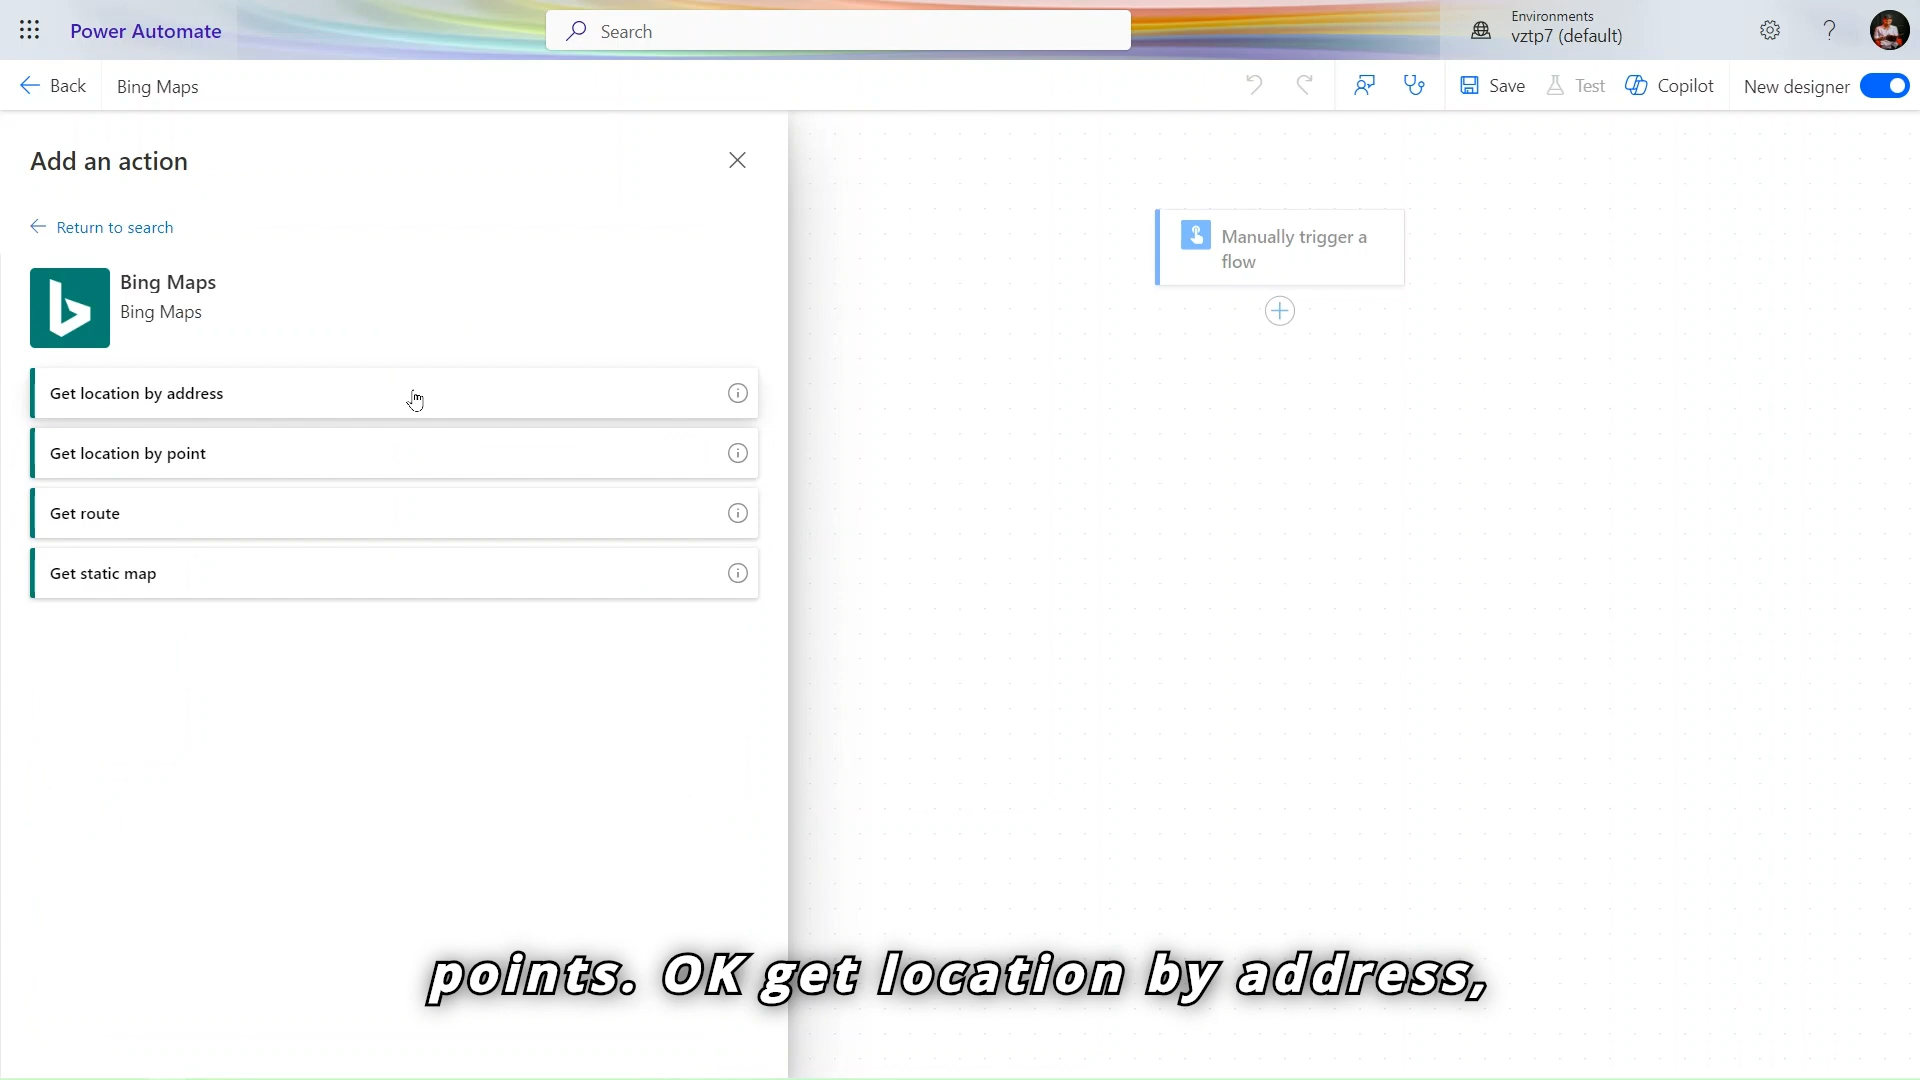 Power Automate
Search
Environments
vztp7 (default)
Back
Bing Maps
Save
Test
Copilot
New designer
Add an action
Return to search
Bing Maps
Bing Maps
Get location by address
Get location by point
Get route
Get static map
Manually trigger a
flow
points. OK get location by address,